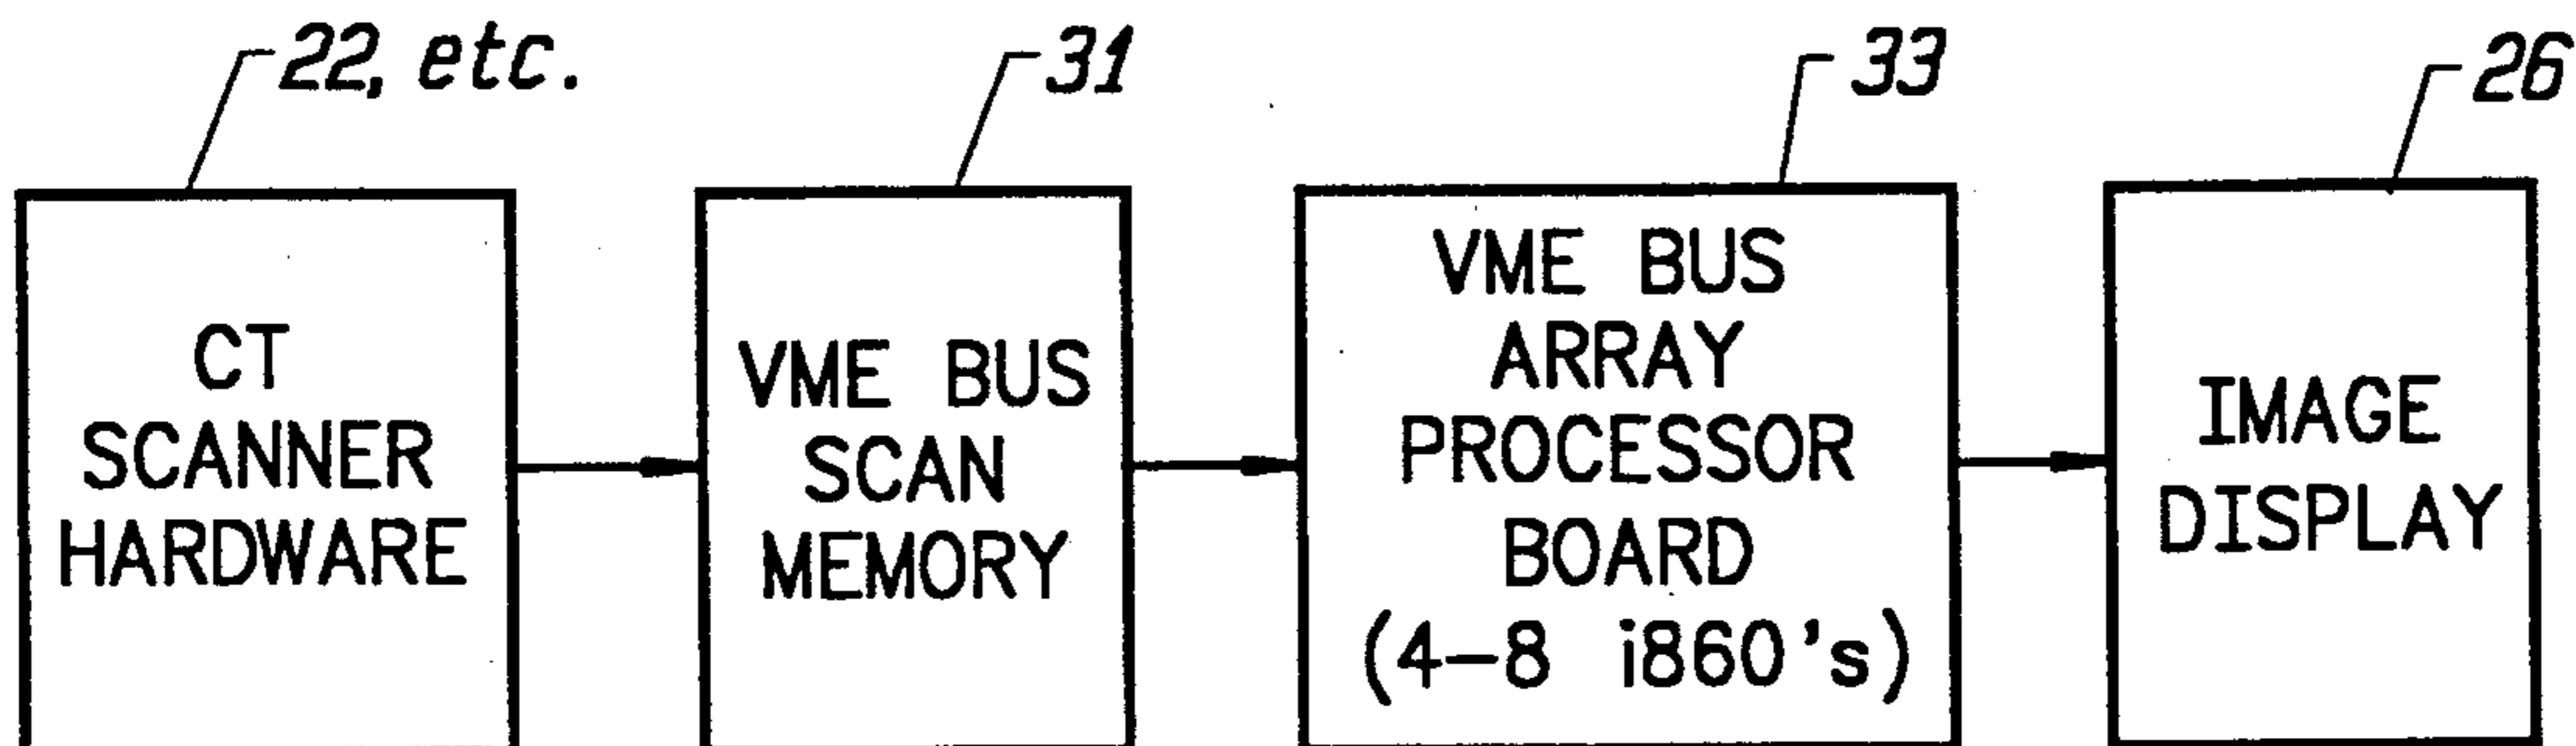 22, etc.
31
33
26
CT
SCANNER
HARDWARE
VME BUS
SCAN
MEMORY
VME BUS
ARRAY
PROCESSOR
BOARD
(4-8 i860's)
IMAGE
DISPLAY